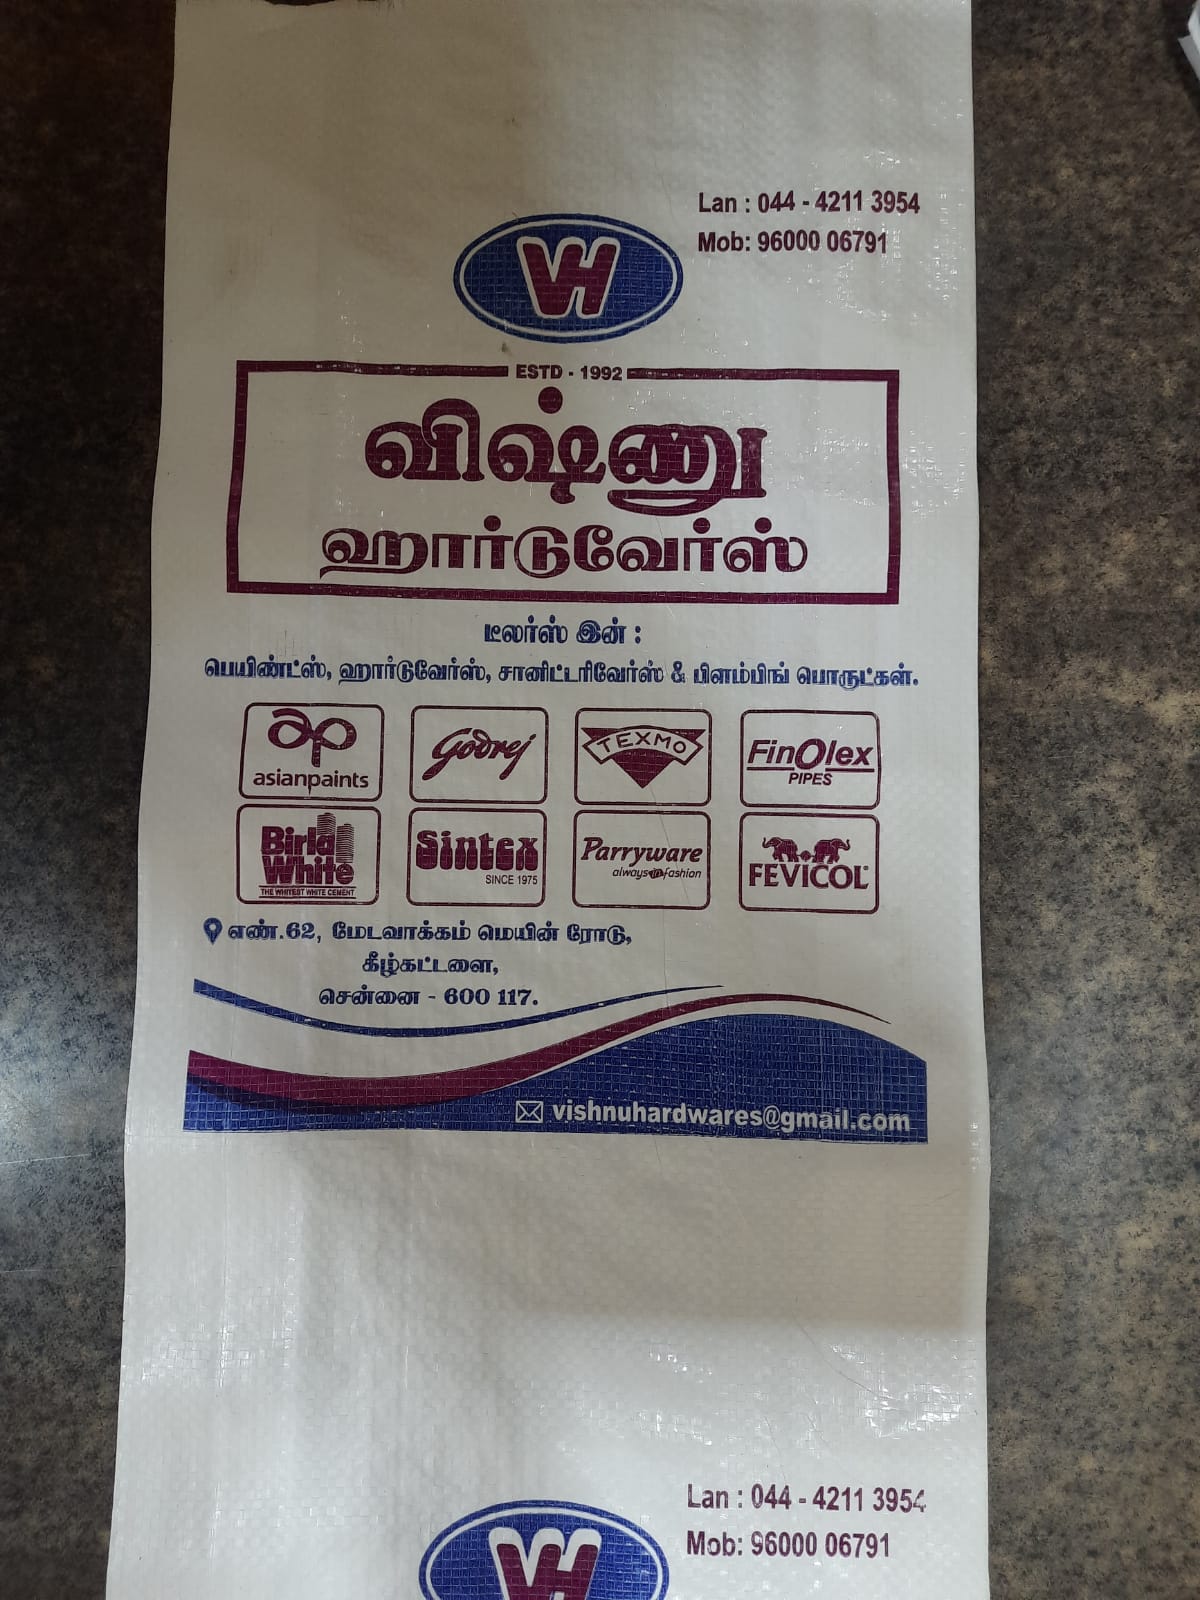 Lan : 044 - 4211 3954
Mob: 96000 06791
VH
ESTD - 1992
விஷ்ணு
ஹார்டுவேர்ஸ்
டீலர்ஸ் இன் :
பெயிண்ட்ஸ், ஹார்டுவேர்ஸ், சானிட்டரிவேர்ஸ் & பிளம்பிங் பொருட்கள்.
ap
asianpaints
Godrej
TEXMO
FinOlex
PIPES
Birla
White
THE WHITEST WHITE CEMENT
Sintex
SINCE 1975
Parryware
always in fashion
FEVICOL®
எண்.62, மேடவாக்கம் மெயின் ரோடு,
கீழ்கட்டளை,
சென்னை - 600 117.
vishnuhardwares@gmail.com
Lan : 044 - 4211 3954
Mob: 96000 06791
VH